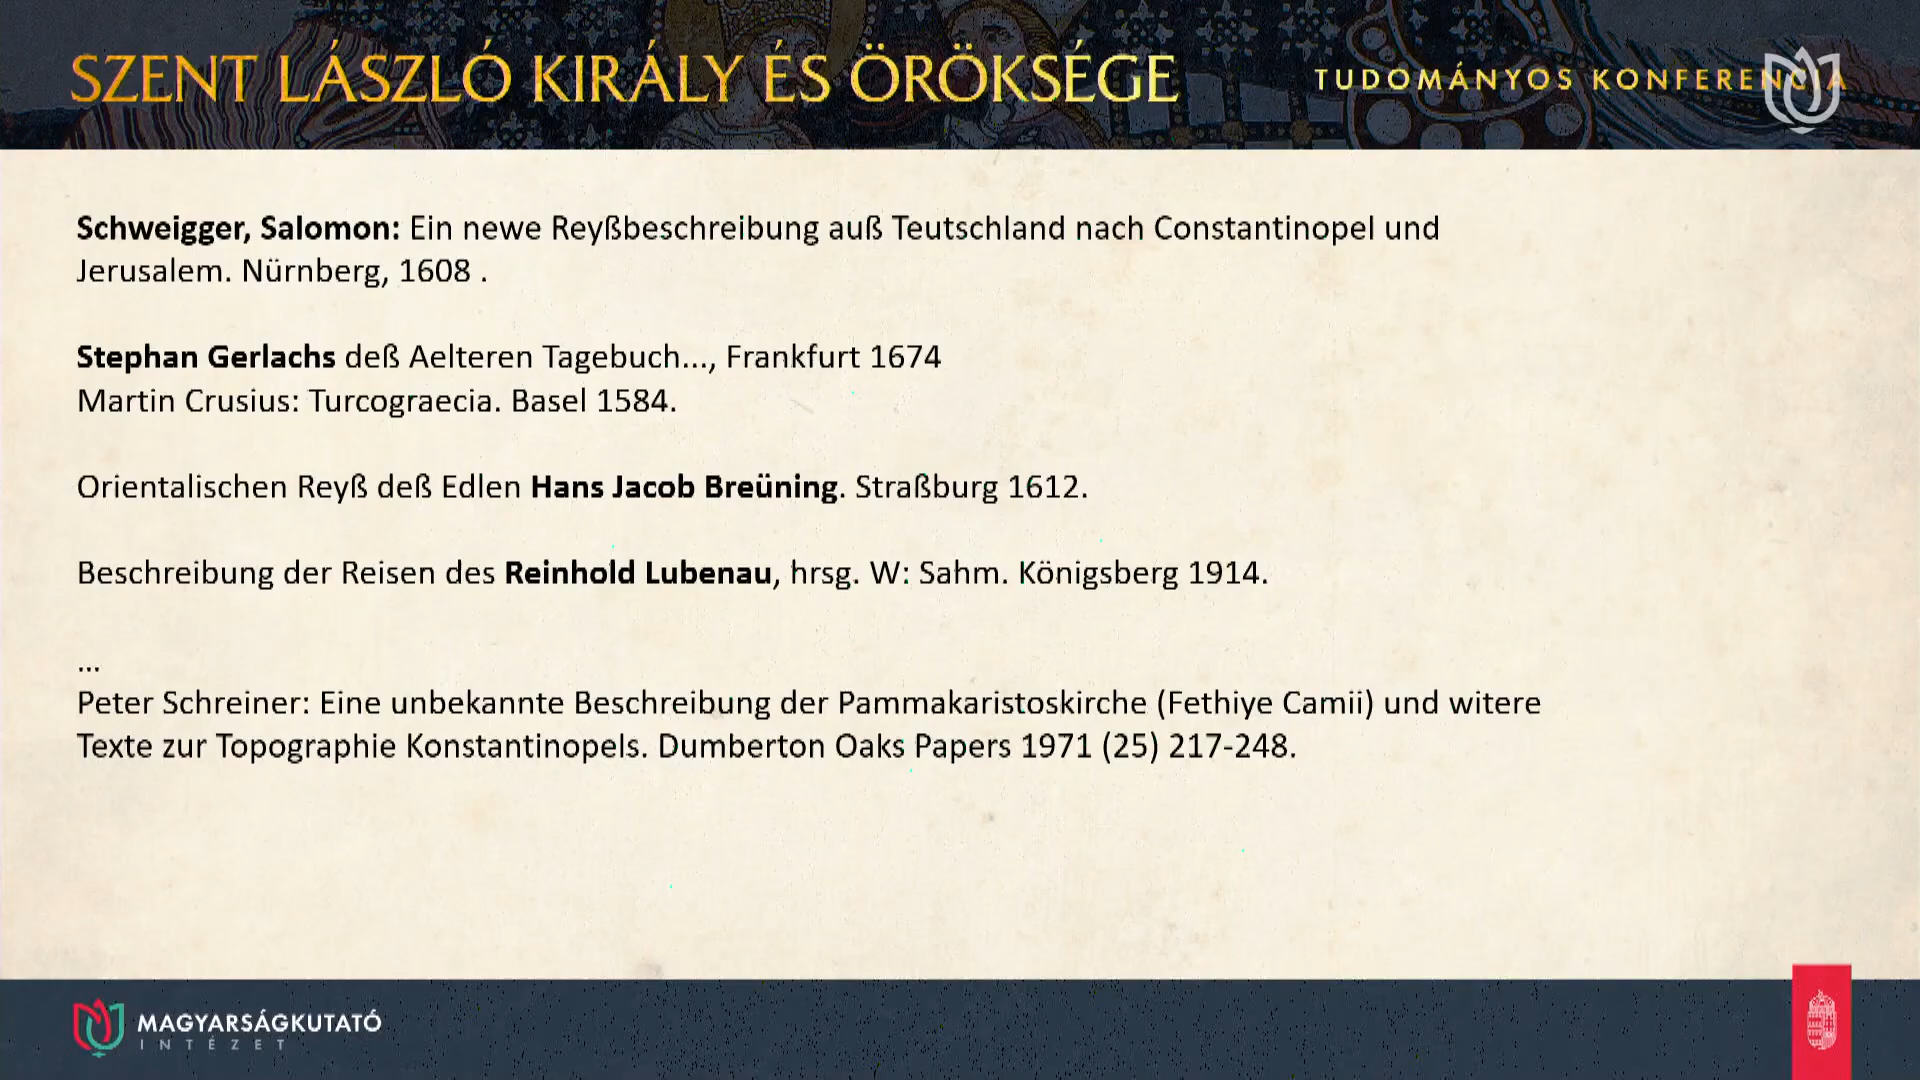 SZENT LÁSZLÓ KIRÁLY ÉS ÖRÖKSÉGE
TUDOMÁNYOS KONFERENCIA
Schweigger, Salomon: Ein newe Reyßbeschreibung auß Teutschland nach Constantinopel und
Jerusalem. Nürnberg, 1608 .
Stephan Gerlachs deß Aelteren Tagebuch..., Frankfurt 1674
Martin Crusius: Turcograecia. Basel 1584.
Orientalischen Reyß deß Edlen Hans Jacob Breüning. Straßburg 1612.
Beschreibung der Reisen des Reinhold Lubenau, hrsg. W: Sahm. Königsberg 1914.
...
Peter Schreiner: Eine unbekannte Beschreibung der Pammakaristoskirche (Fethiye Camii) und witere
Texte zur Topographie Konstantinopels. Dumberton Oaks Papers 1971 (25) 217-248.
MAGYARSÁGKUTATÓ
INTÉZET